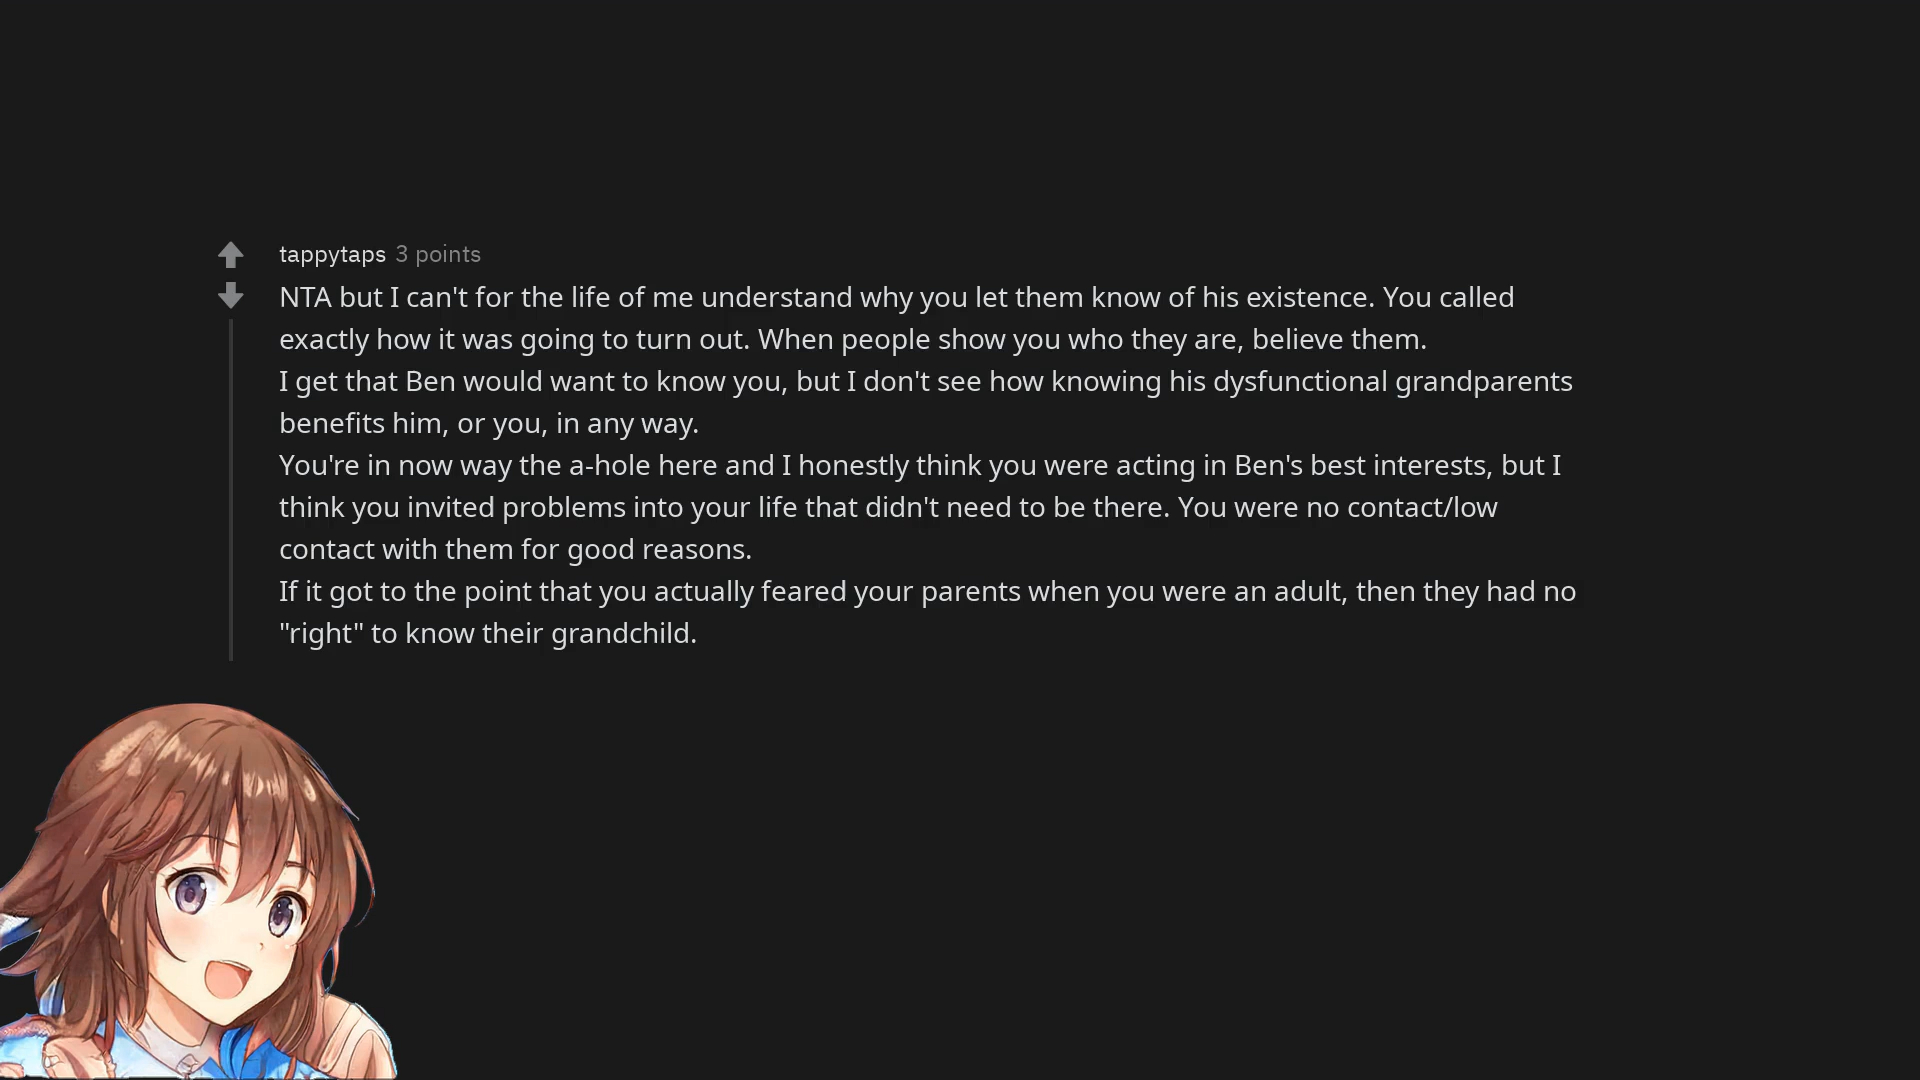 tappytaps 3 points
NTA but I can't for the life of me understand why you let them know of his existence. You called
exactly how it was going to turn out. When people show you who they are, believe them.
I get that Ben would want to know you, but I don't see how knowing his dysfunctional grandparents
benefits him, or you, in any way.
You're in now way the a-hole here and I honestly think you were acting in Ben's best interests, but I
think you invited problems into your life that didn't need to be there. You were no contact/low
contact with them for good reasons.
If it got to the point that you actually feared your parents when you were an adult, then they had no
"right" to know their grandchild.